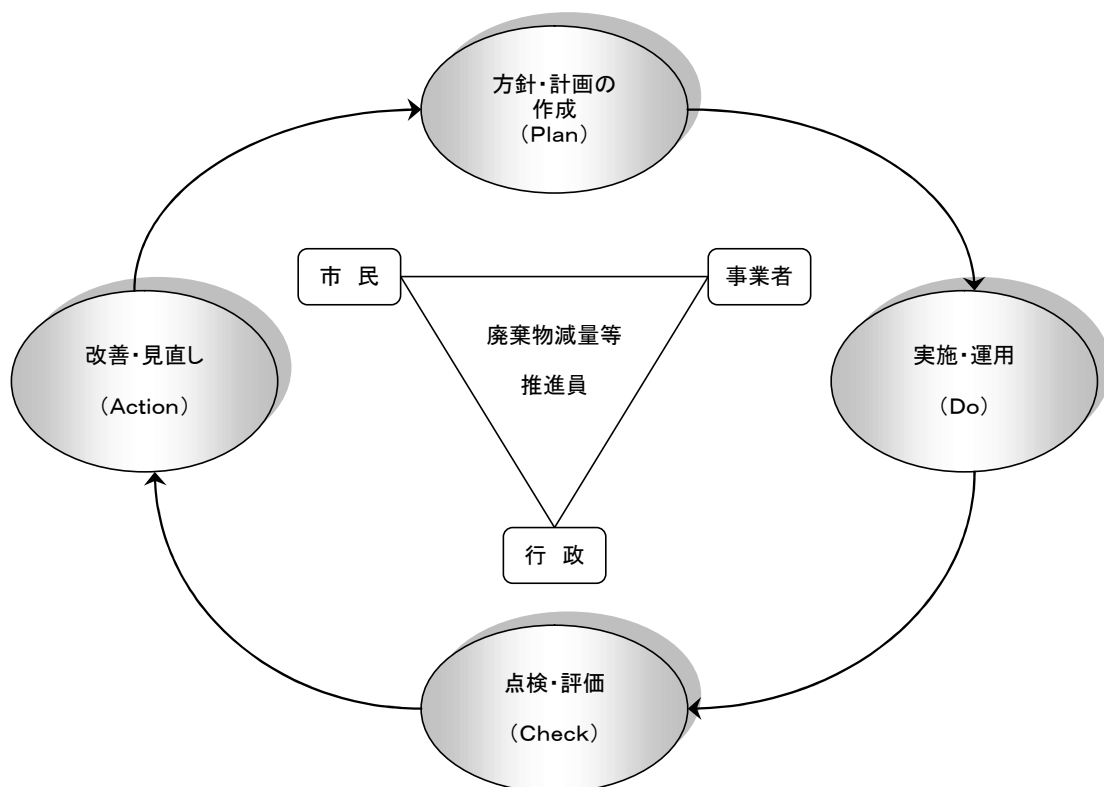 方針・計画の
作成
（Plan）
市 民
事業者
廃棄物減量等
推進員
改善・見直し
（Action）
実施・運用
（Do）
行 政
点検・評価
（Check）